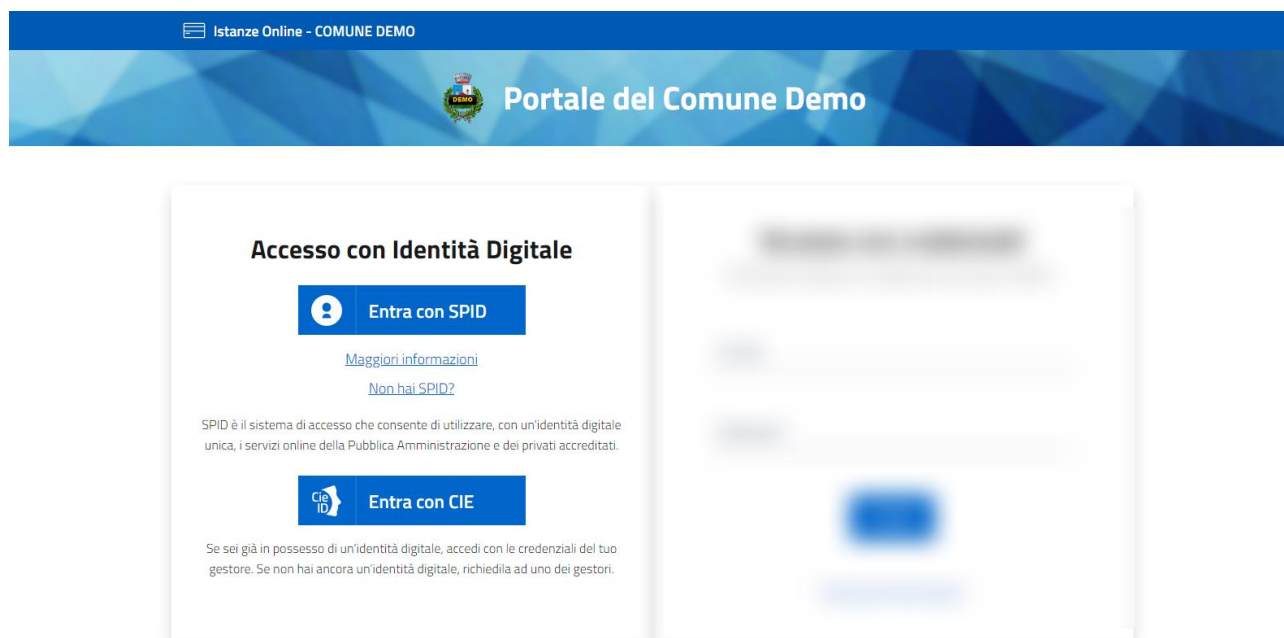 Istanze Online - COMUNE DEMO
DEMO
Portale del Comune Demo
Accesso con Identità Digitale
Entra con SPID
Maggiori informazioni
Non hai SPID?
SPID è il sistema di accesso che consente di utilizzare, con un'identità digitale
unica, i servizi online della Pubblica Amministrazione e dei privati accreditati.
Cie
ID
Entra con CIE
Se sei già in possesso di un'identità digitale, accedi con le credenziali del tuo
gestore. Se non hai ancora un'identità digitale, richiedila ad uno dei gestori.